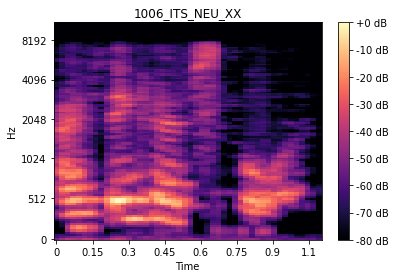 1006_ITS_NEU_XX
+0 dB
8192
-10 dB
4096
-20 dB
-30 dB
2048
Hz
-40 dB
1024
-50 dB
512
-60 dB
-70 dB
0
-80 dB
0 0.15 0.3 0.45 0.6 0.75 0.9 1.1
Time